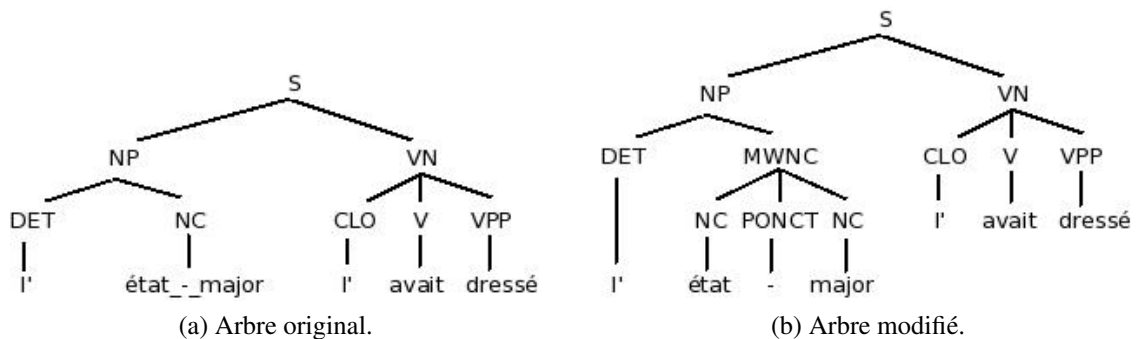 S
NP VN
DET NC CLO V VPP
l' état_-_major l' avait dressé
(a) Arbre original.
S
NP VN
DET MWNC CLO V VPP
NC PONCT NC l' avait dressé
l' état - major
(b) Arbre modifié.